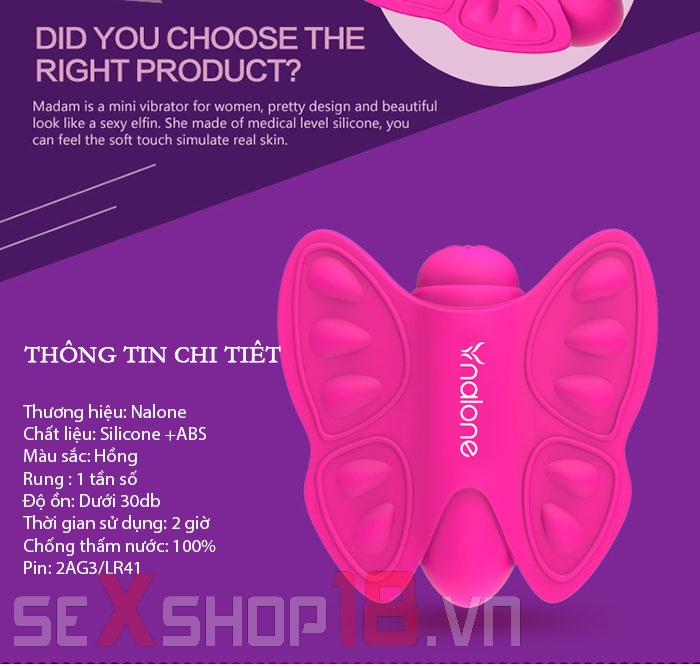 DID YOU CHOOSE THE
RIGHT PRODUCT?
Madam is a mini vibrator for women, pretty design and beautiful
look like a sexy elfin. She made of medical level silicone, you
can feel the soft touch simulate real skin.
THÔNG TIN CHI TIÊT
Thương hiệu: Nalone
Chất liệu: Silicone +ABS
Màu sắc: Hồng
Rung : 1 tần số
Độ ồn: Dưới 30db
Thời gian sử dụng: 2 giờ
Chống thấm nước: 100%
Pin: 2AG3/LR41
nalone
seXshop18.vn